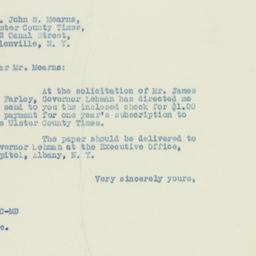 . John S. Mearns,
ster County Times,
Canal Street,
lenville, N. Y.
ar Mr. Mearns:
At the solicitation of Mr. James
Farley, Governor Lehman has directed me
send to you the inclosed check for $1.00
payment for one year's subscription to
e Ulster County Times.
The paper should be delivered to
vernor Lehman at the Executive Office,
pitol, Albany, N. Y.
Very sincerely yours,
C-MD
c.